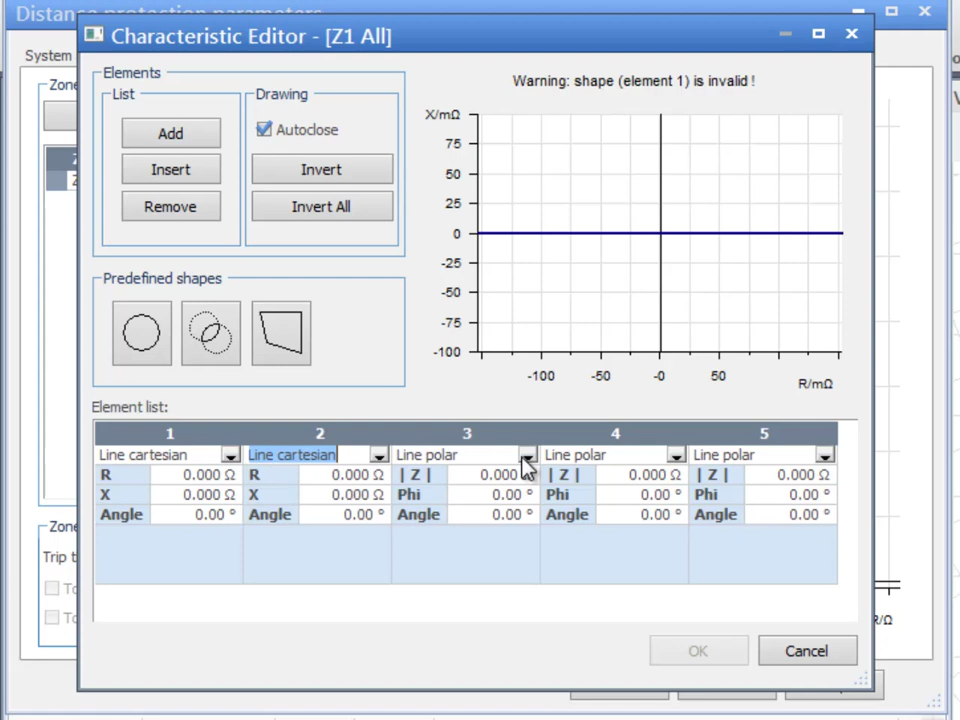 Distance protection parameters
Characteristic Editor - [Z1 All]
System
Zone
Elements
List
Drawing
Add
Autoclose
Insert
Invert
Remove
Invert All
Predefined shapes
Warning: shape (element 1) is invalid !
X/mΩ
75
50
25
0
-25
-50
-75
-100
-100 -50 -0 50
R/mΩ
Element list:
1 2 3 4 5
Line cartesian Line cartesian Line polar Line polar Line polar
R 0.000 Ω R 0.000 Ω | Z | 0.000 | Z | 0.000 Ω | Z | 0.000 Ω
X 0.000 Ω X 0.000 Ω Phi 0.00 ° Phi 0.00 ° Phi 0.00 °
Angle 0.00 ° Angle 0.00 ° Angle 0.00 ° Angle 0.00 ° Angle 0.00 °
Zone
Trip t
To
To
R/Ω
OK
Cancel